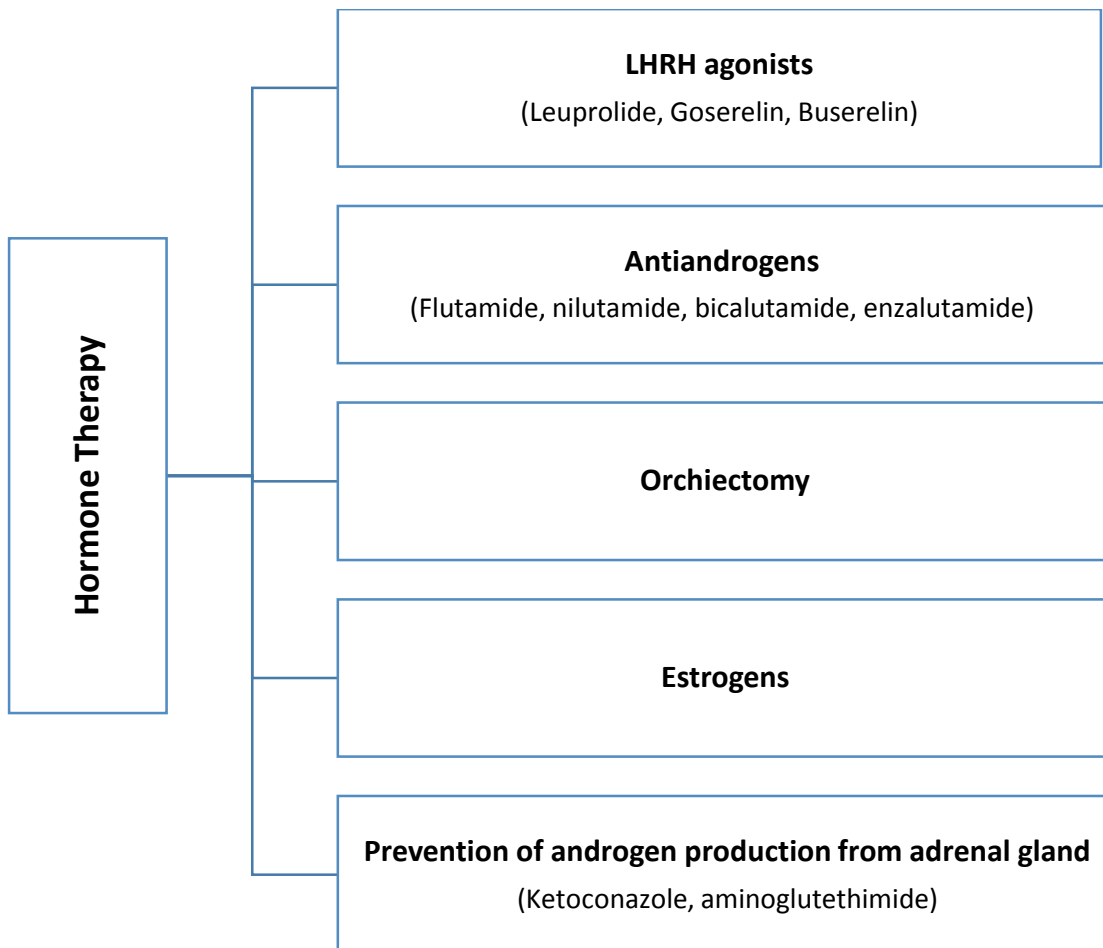 Hormone Therapy
LHRH agonists
(Leuprolide, Goserelin, Buserelin)
Antiandrogens
(Flutamide, nilutamide, bicalutamide, enzalutamide)
Orchiectomy
Estrogens
Prevention of androgen production from adrenal gland
(Ketoconazole, aminoglutethimide)